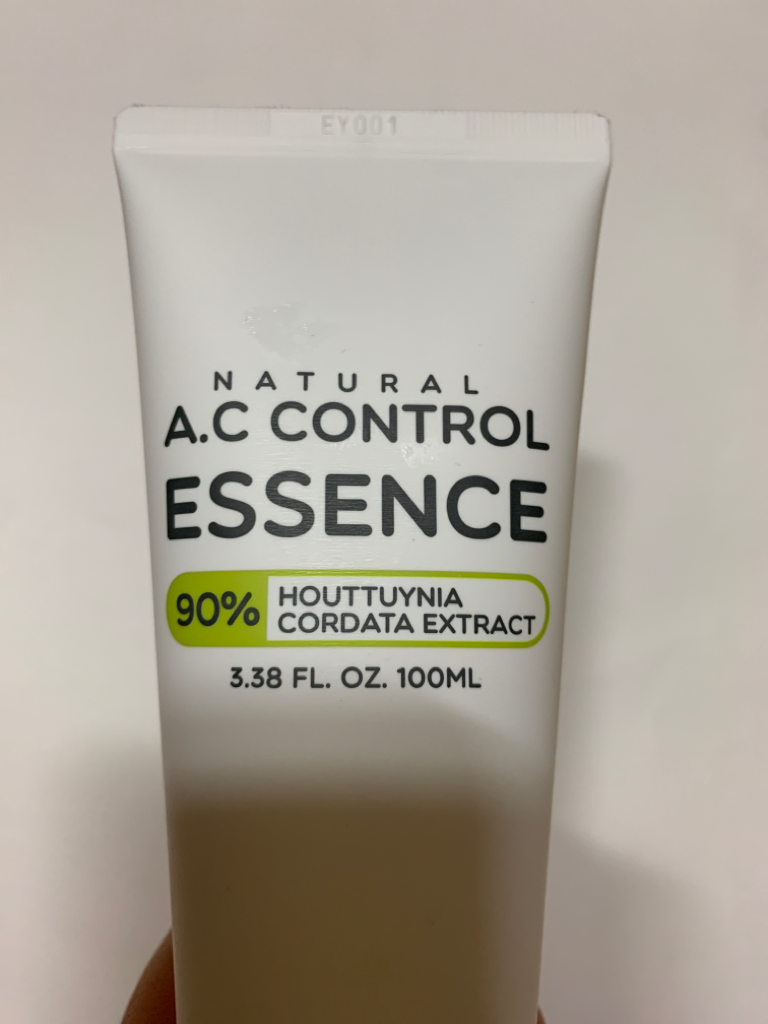 EY001
NATURAL
A.C CONTROL
ESSENCE
90% HOUTTUYNIA
CORDATA EXTRACT
3.38 FL. OZ. 100ML